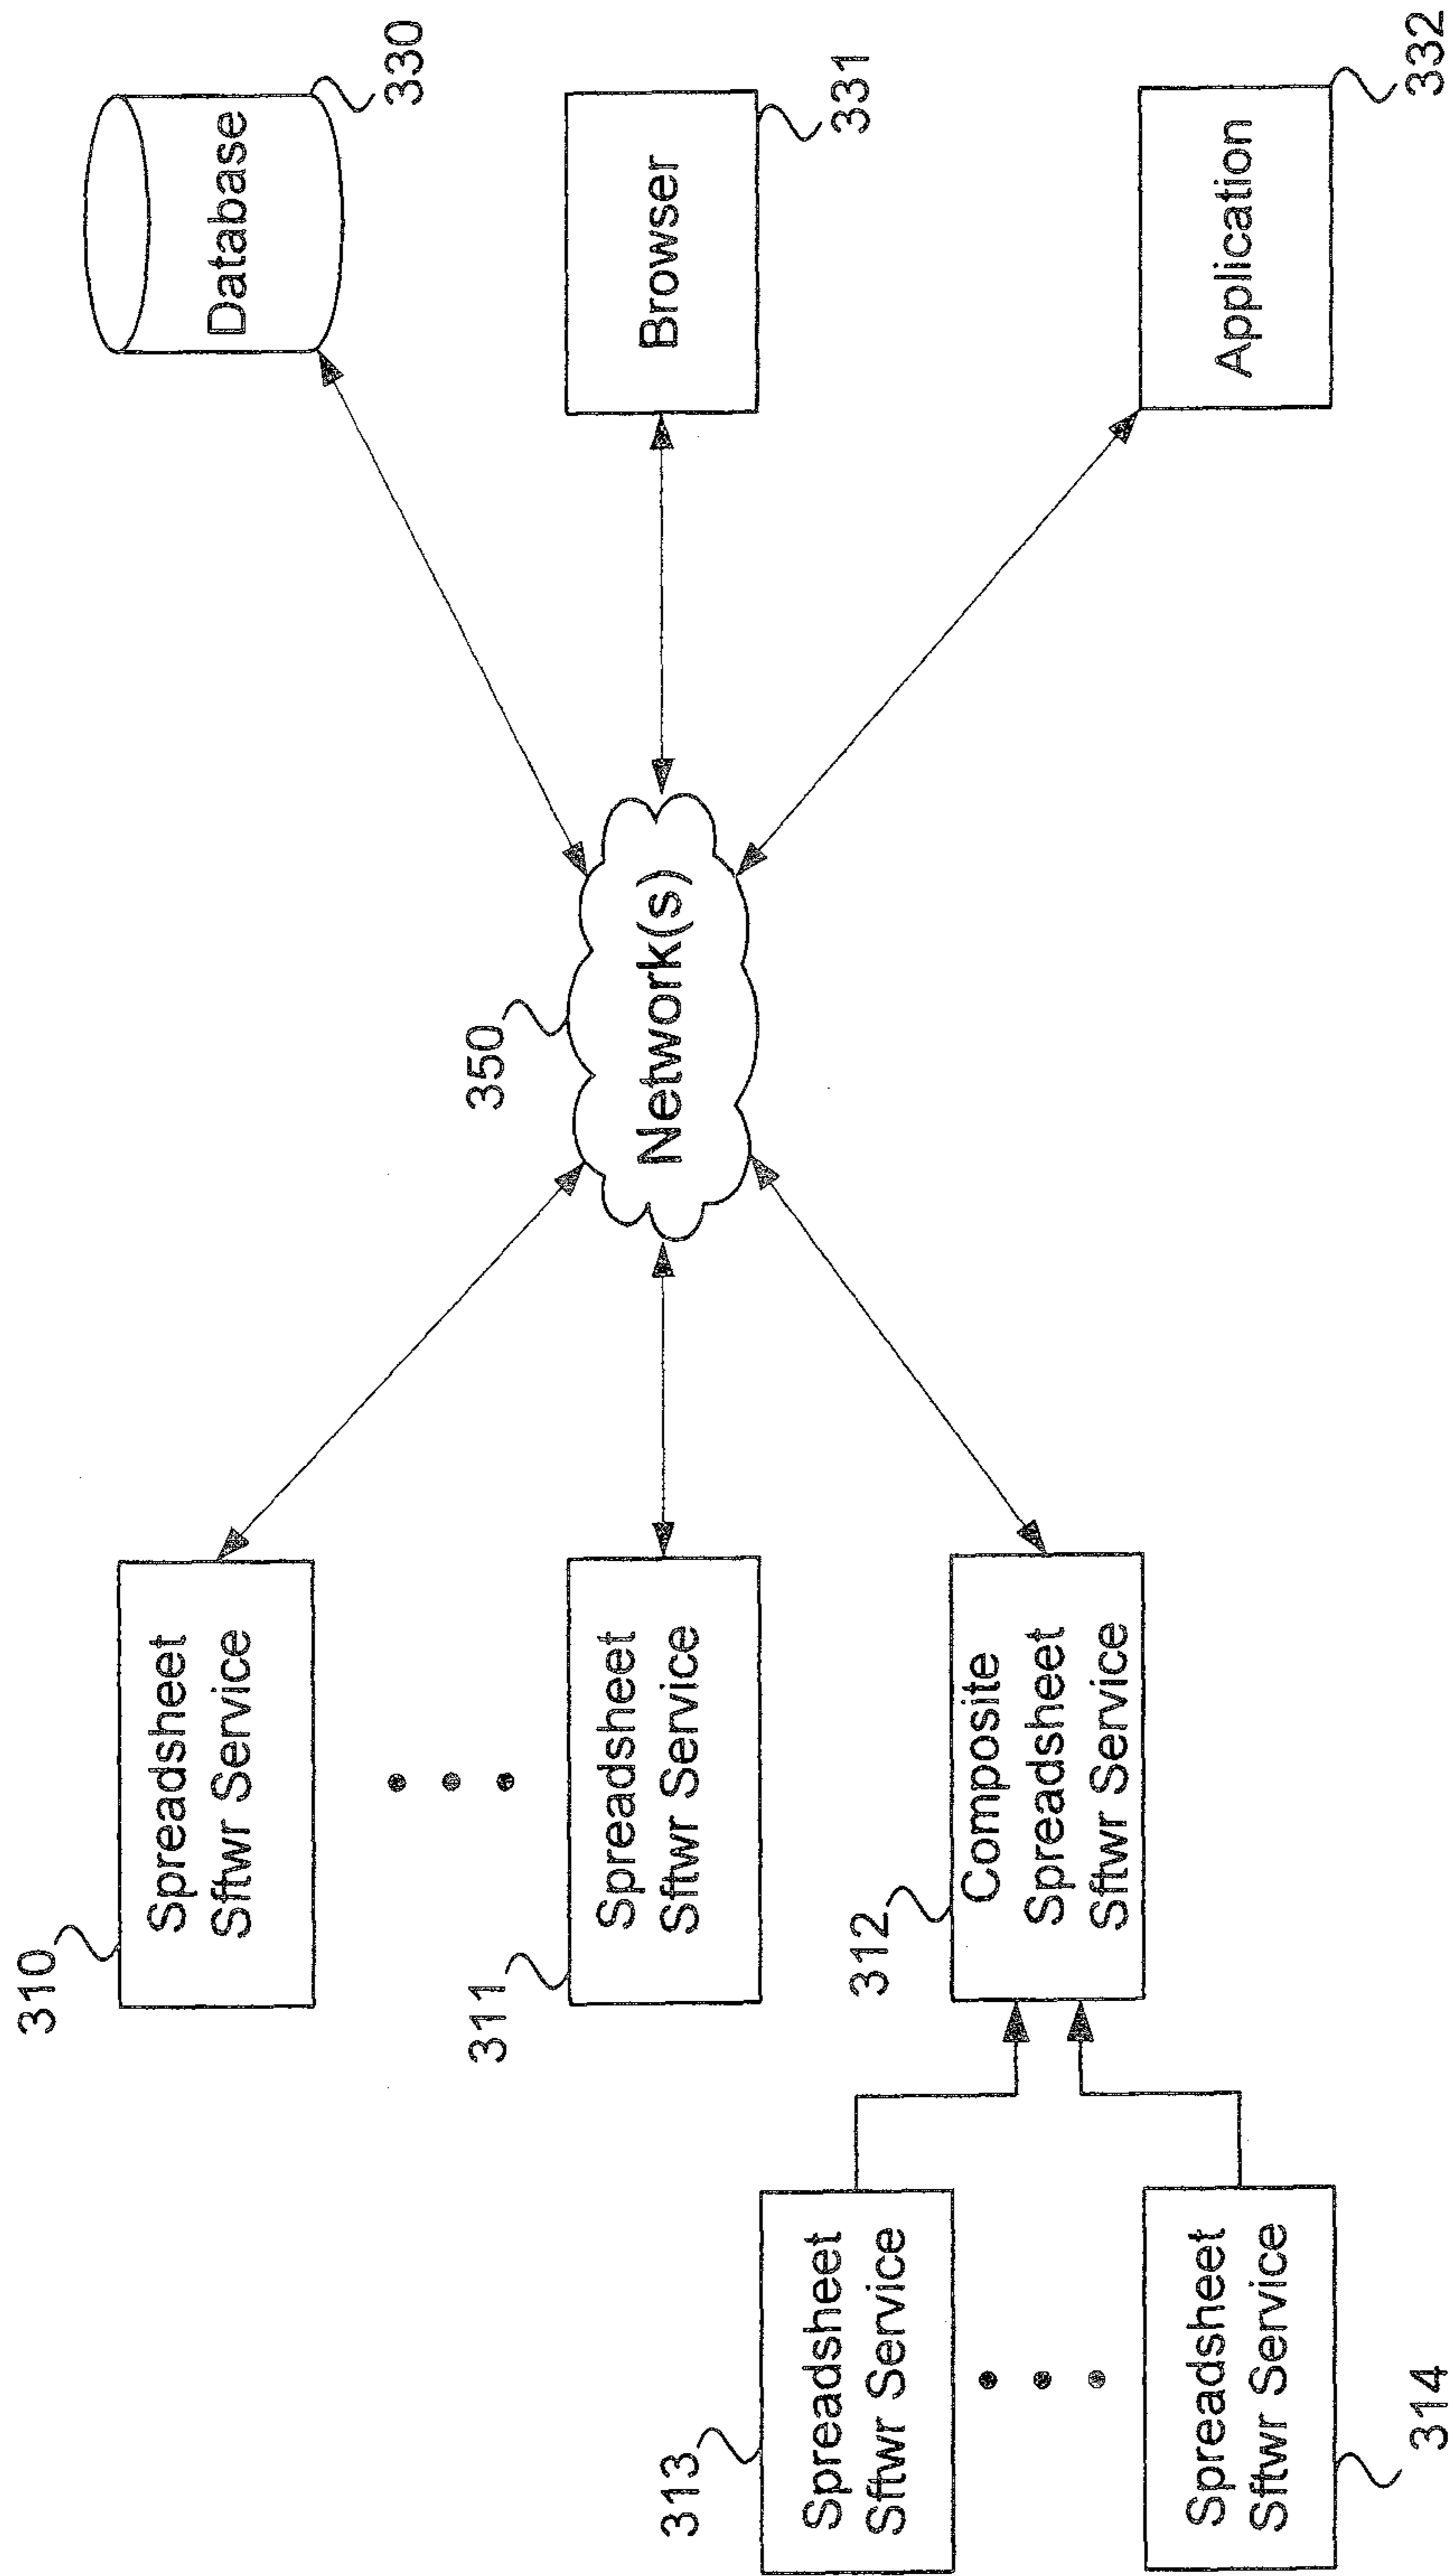 310
Spreadsheet
Sftwr Service
311
Spreadsheet
Sftwr Service
312
Composite
Spreadsheet
Sftwr Service
313
Spreadsheet
Sftwr Service
Spreadsheet
Sftwr Service
314
350
Network(s)
Database
330
Browser
331
Application
332